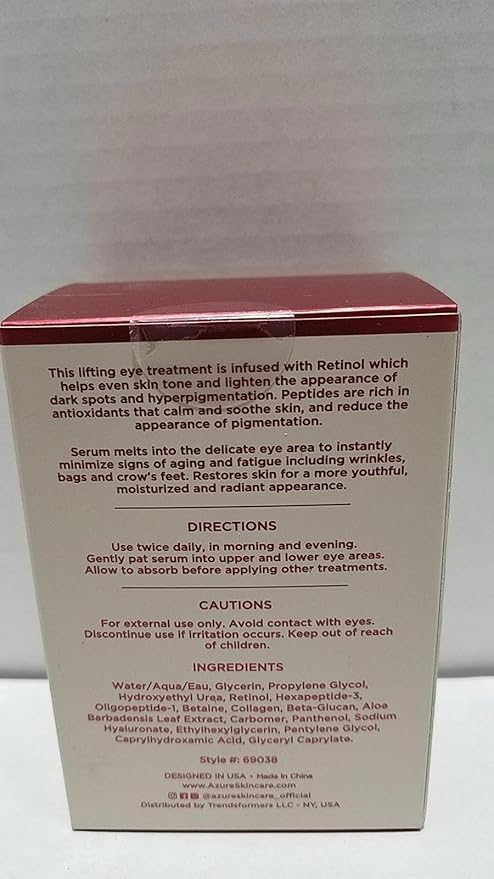 This lifting eye treatment is infused with Retinol which
helps even skin tone and lighten the appearance of
dark spots and hyperpigmentation. Peptides are rich in
antioxidants that calm and soothe skin, and reduce the
appearance of pigmentation.
Serum melts into the delicate eye area to instantly
minimize signs of aging and fatigue including wrinkles,
bags and crow's feet. Restores skin for a more youthful,
moisturized and radiant appearance.
DIRECTIONS
Use twice daily, in morning and evening.
Gently pat serum into upper and lower eye areas.
Allow to absorb before applying other treatments.
CAUTIONS
For external use only. Avoid contact with eyes.
Discontinue use if irritation occurs. Keep out of reach
of children.
INGREDIENTS
Water/Aqua/Eau, Glycerin, Propylene Glycol,
Hydroxyethyl Urea, Retinol, Hexapeptide-3,
Oligopeptide-1, Betaine, Collagen, Beta-Glucan, Aloe
Barbadensis Leaf Extract, Carbomer, Panthenol, Sodium
Hyaluronate, Ethylhexylglycerin, Pentylene Glycol,
Caprylhydroxamic Acid, Glyceryl Caprylate.
Style #: 69038
DESIGNED IN USA • Made in China
www.AzureSkincare.com
@azureskincare_official
Distributed by Trendsformers LLC - NY, USA